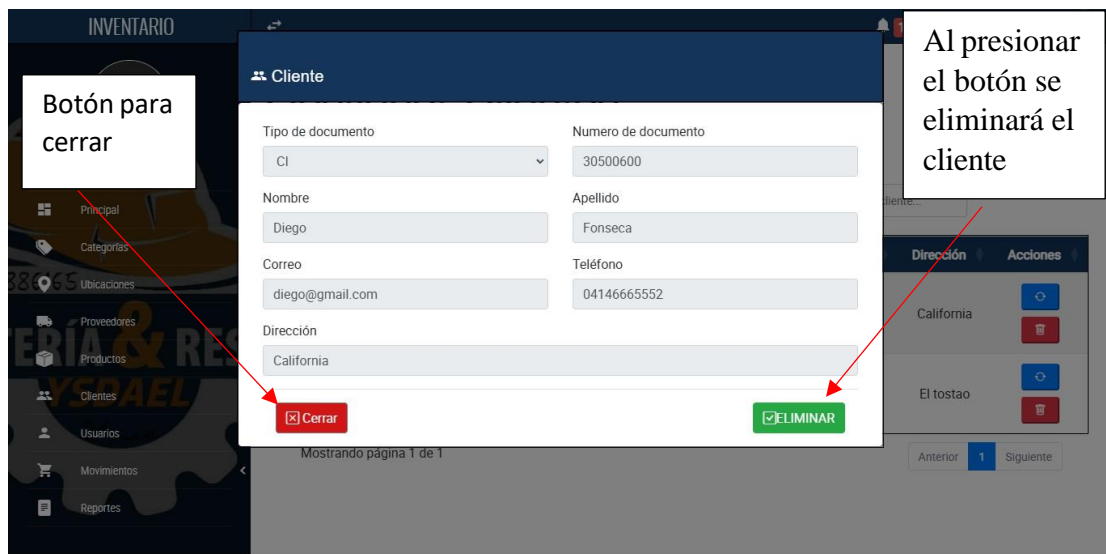 INVENTARIO
1
Botón para
cerrar
Al presionar
el botón se
eliminará el
cliente
Cliente
Tipo de documento
Numero de documento
CI
30500600
Nombre
Apellido
Diego
Fonseca
Correo
Teléfono
diego@gmail.com
04146665552
Dirección
California
Cerrar
ELIMINAR
Principal
Categorías
Ubicaciones
Proveedores
Productos
Clientes
Usuarios
Movimientos
Reportes
YSDAEL
cliente...
Dirección
Acciones
California
El tostao
Mostrando página 1 de 1
Anterior
1
Siguiente